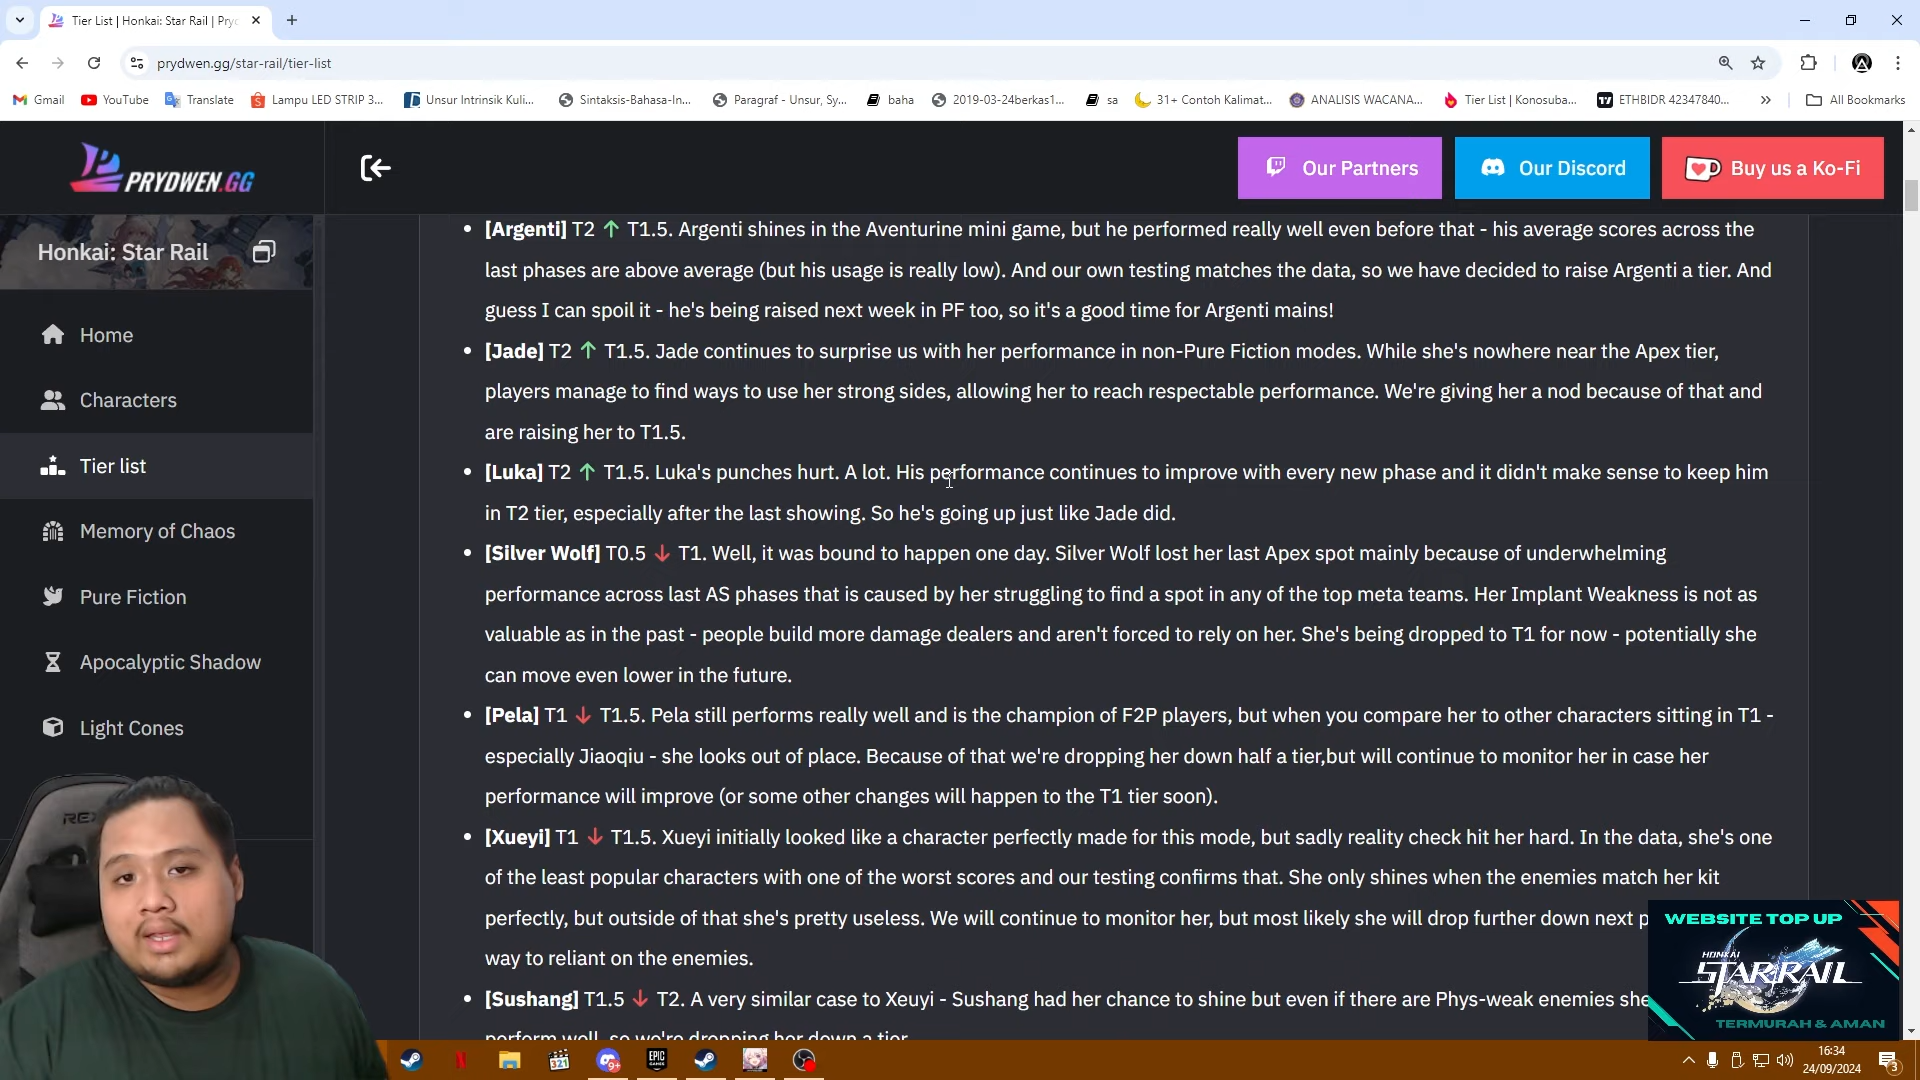 Tier List | Honkai: Star Rail | Pry
prydwen.gg/star-rail/tier-list
Gmail
YouTube
Translate
Lampu LED STRIP 3...
Unsur Intrinsik Kuli...
Sintaksis-Bahasa-In...
Paragraf - Unsur, Sy...
baha
2019-03-24berkas1...
sa
31+ Contoh Kalimat...
ANALISIS WACANA...
Tier List | Konosuba...
ETHBIDR 42347840...
All Bookmarks
PRYDWEN.GG
Our Partners
Our Discord
Buy us a Ko-Fi
Honkai: Star Rail
Home
Characters
Tier list
Memory of Chaos
Pure Fiction
Apocalyptic Shadow
Light Cones
• [Argenti] T2 ↑ T1.5. Argenti shines in the Aventurine mini game, but he performed really well even before that - his average scores across the
last phases are above average (but his usage is really low). And our own testing matches the data, so we have decided to raise Argenti a tier. And
guess I can spoil it - he's being raised next week in PF too, so it's a good time for Argenti mains!
• [Jade] T2 ↑ T1.5. Jade continues to surprise us with her performance in non-Pure Fiction modes. While she's nowhere near the Apex tier,
players manage to find ways to use her strong sides, allowing her to reach respectable performance. We're giving her a nod because of that and
are raising her to T1.5.
• [Luka] T2 ↑ T1.5. Luka's punches hurt. A lot. His performance continues to improve with every new phase and it didn't make sense to keep him
in T2 tier, especially after the last showing. So he's going up just like Jade did.
• [Silver Wolf] T0.5 ↓ T1. Well, it was bound to happen one day. Silver Wolf lost her last Apex spot mainly because of underwhelming
performance across last AS phases that is caused by her struggling to find a spot in any of the top meta teams. Her Implant Weakness is not as
valuable as in the past - people build more damage dealers and aren't forced to rely on her. She's being dropped to T1 for now - potentially she
can move even lower in the future.
• [Pela] T1 ↓ T1.5. Pela still performs really well and is the champion of F2P players, but when you compare her to other characters sitting in T1 -
especially Jiaoqiu - she looks out of place. Because of that we're dropping her down half a tier,but will continue to monitor her in case her
performance will improve (or some other changes will happen to the T1 tier soon).
• [Xueyi] T1 ↓ T1.5. Xueyi initially looked like a character perfectly made for this mode, but sadly reality check hit her hard. In the data, she's one
of the least popular characters with one of the worst scores and our testing confirms that. She only shines when the enemies match her kit
perfectly, but outside of that she's pretty useless. We will continue to monitor her, but most likely she will drop further down next p
way to reliant on the enemies.
• [Sushang] T1.5 ↓ T2. A very similar case to Xeuyi - Sushang had her chance to shine but even if there are Phys-weak enemies she
perform well, so we're dropping her down a tier.
WEBSITE TOP UP
HONKAI
STAR RAIL
TERMURAH & AMAN
321
9+
EPIC
GAMES
16:34
24/09/2024
3